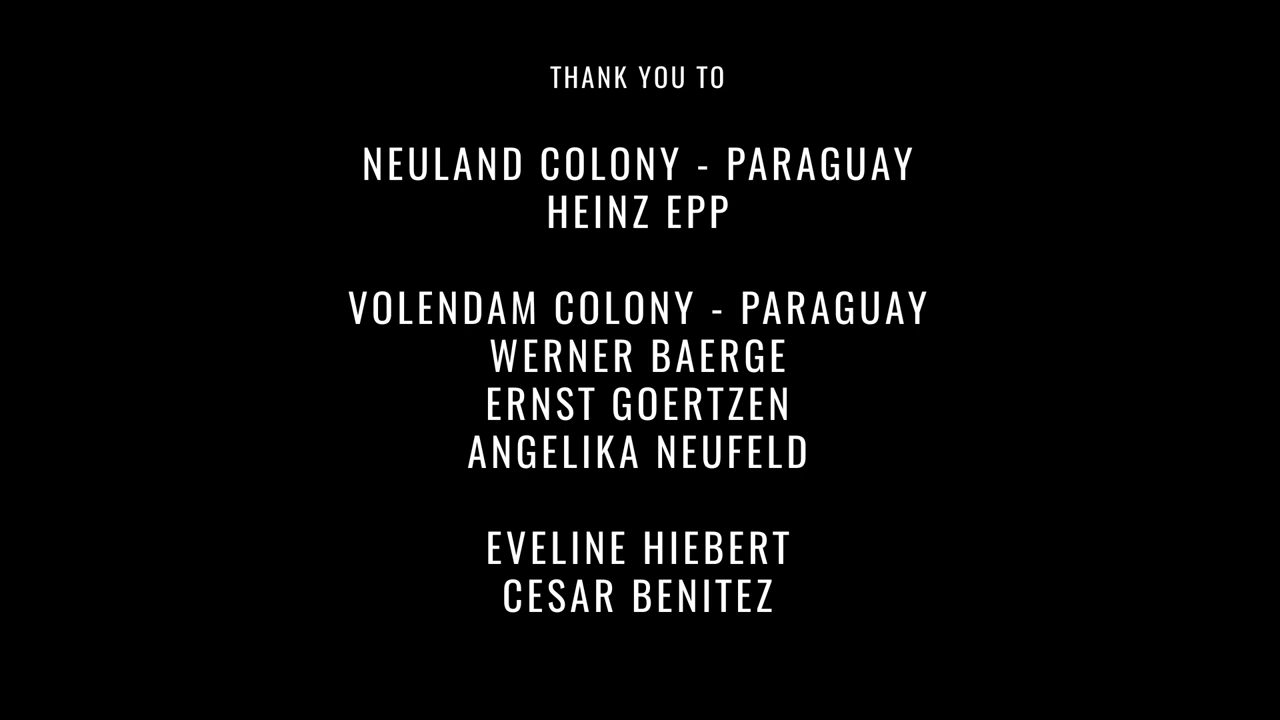 THANK YOU TO
NEULAND COLONY - PARAGUAY
HEINZ EPP
VOLENDAM COLONY - PARAGUAY
WERNER BAERGE
ERNST GOERTZEN
ANGELIKA NEUFELD
EVELINE HIEBERT
CESAR BENITEZ